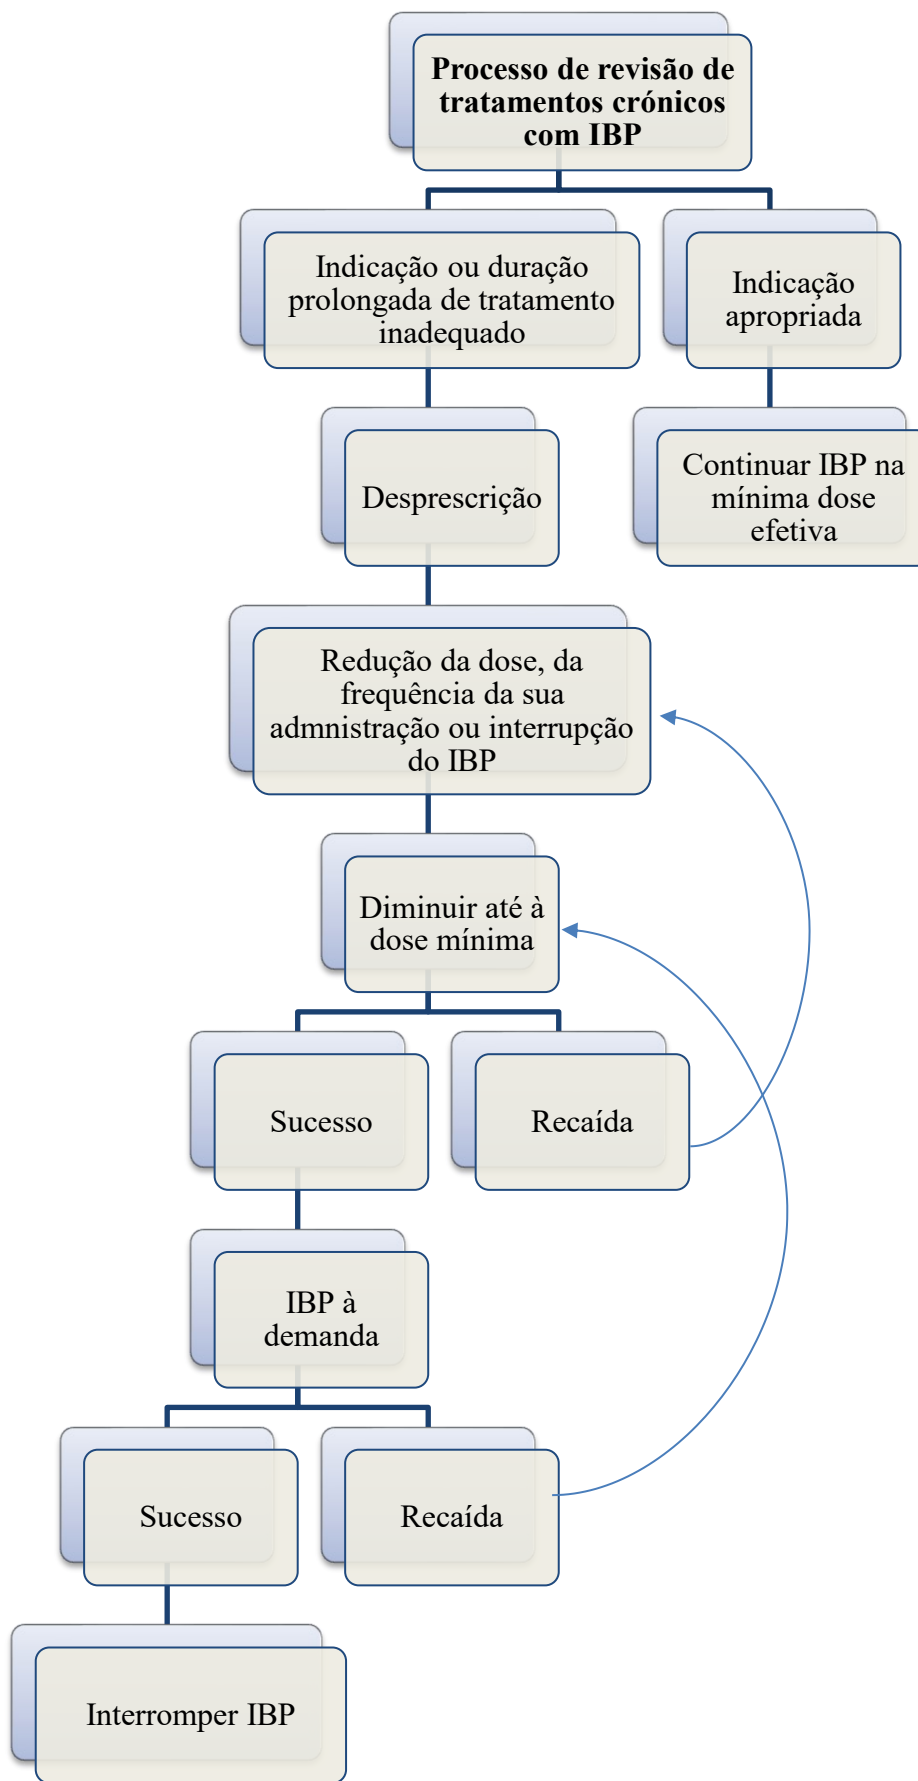 Processo de revisão de
tratamentos crónicos
com IBP
Indicação ou duração
prolongada de tratamento
inadequado
Indicação
apropriada
Desprescrição
Continuar IBP na
mínima dose
efetiva
Redução da dose, da
frequência da sua
admnistração ou interrupção
do IBP
Diminuir até à
dose mínima
Sucesso
Recaída
IBP à
demanda
Sucesso
Recaída
Interromper IBP